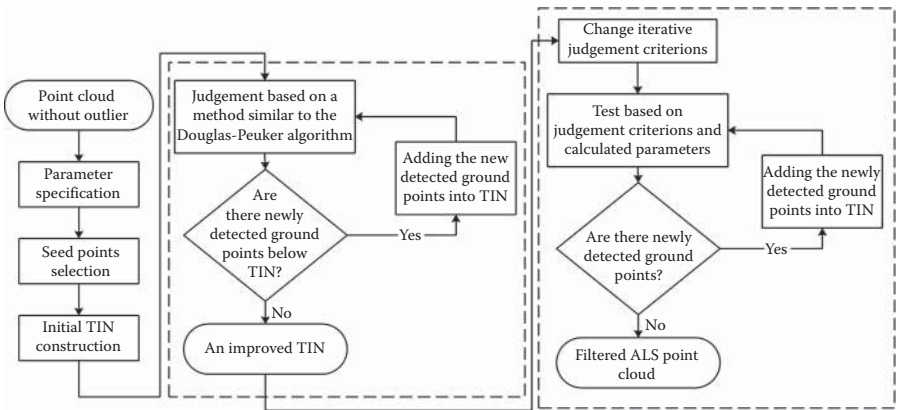 Point cloud
without outlier
Parameter
specification
Seed points
selection
Initial TIN
construction
Judgement based on a
method similar to the
Douglas-Peuker algorithm
Are
there newly
detected ground
points below
TIN?
Yes
Adding the new
detected ground
points into TIN
No
An improved TIN
Change iterative
judgement criterions
Test based on
judgement criterions and
calculated parameters
Are there newly
detected ground
points?
Yes
Adding the newly
detected ground
points into TIN
No
Filtered ALS point
cloud